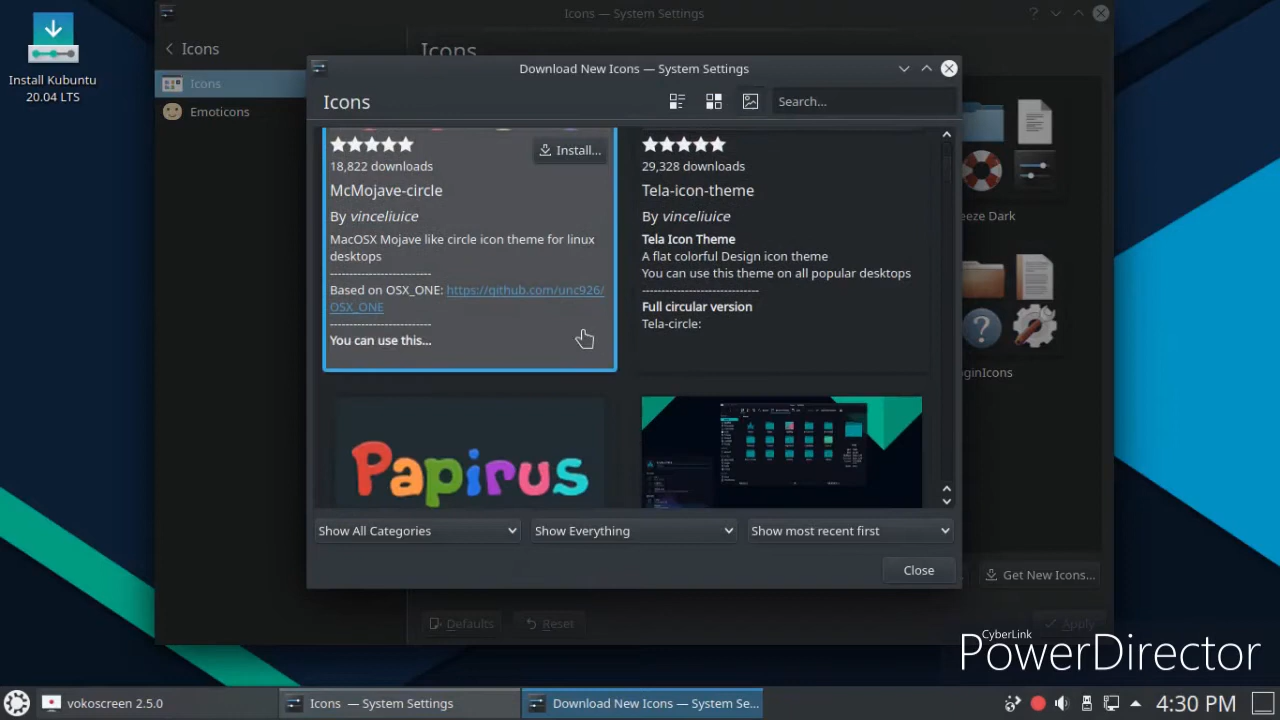 Icons — System Settings
Install Kubuntu
20.04 LTS
Icons
Icons
Icons
Emoticons
Download New Icons — System Settings
Icons
Search...
18,822 downloads
Install...
McMojave-circle
By vinceliuice
MacOSX Mojave like circle icon theme for linux
desktops
--------------------------
Based on OSX_ONE: https://github.com/unc926/
OSX_ONE
--------------------------
You can use this...
29,328 downloads
Tela-icon-theme
By vinceliuice
Tela Icon Theme
A flat colorful Design icon theme
You can use this theme on all popular desktops
------------------------------
Full circular version
Tela-circle:
eeze Dark
Papirus
ginIcons
Show All Categories
Show Everything
Show most recent first
Close
Get New Icons...
Defaults
Reset
Apply
CyberLink
PowerDirector
vokoscreen 2.5.0
Icons — System Settings
Download New Icons — System Se...
4:30 PM